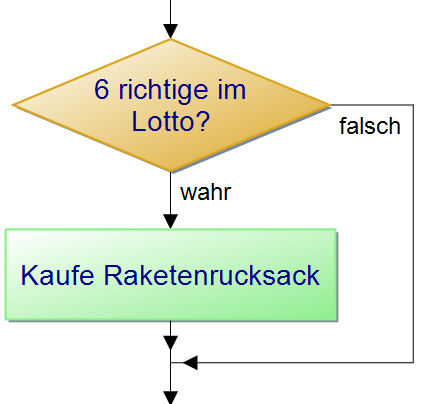 6 richtige im
Lotto?
falsch
wahr
Kaufe Raketenrucksack